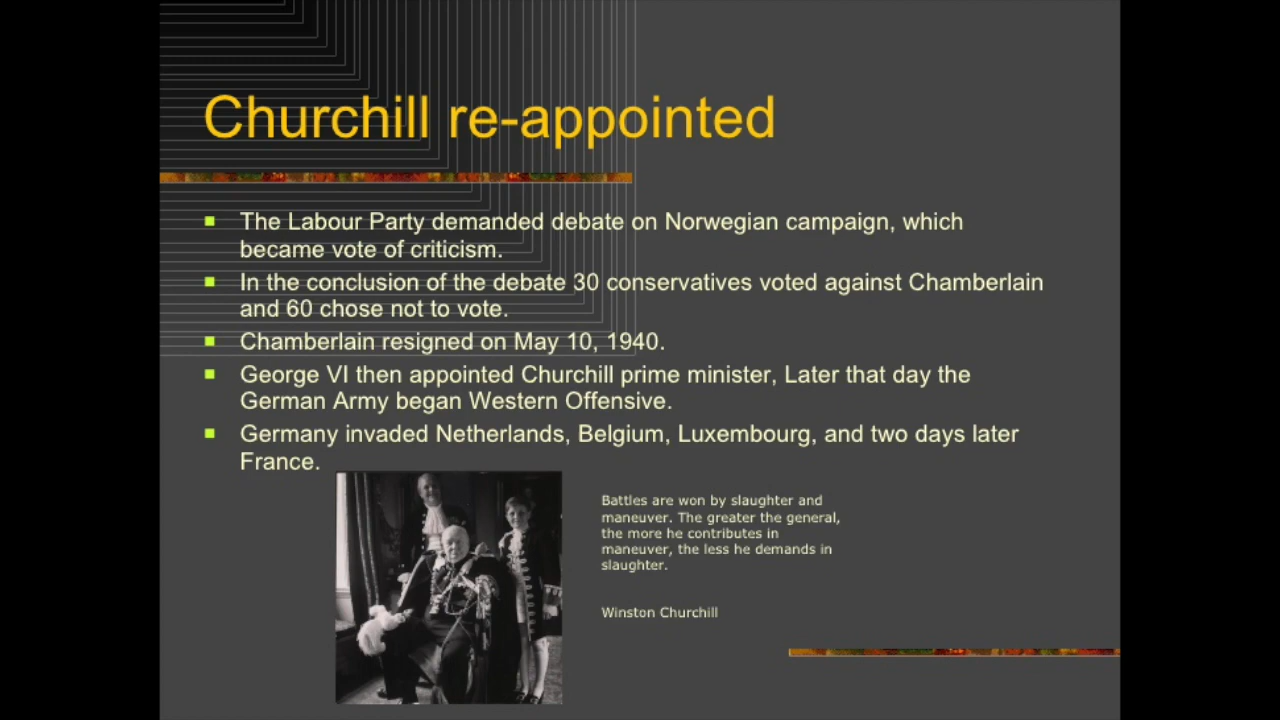 Churchill re-appointed
The Labour Party demanded debate on Norwegian campaign, which
became vote of criticism.
In the conclusion of the debate 30 conservatives voted against Chamberlain
and 60 chose not to vote.
Chamberlain resigned on May 10, 1940.
George VI then appointed Churchill prime minister, Later that day the
German Army began Western Offensive.
Germany invaded Netherlands, Belgium, Luxembourg, and two days later
France.
Battles are won by slaughter and
maneuver. The greater the general,
the more he contributes in
maneuver, the less he demands in
slaughter.
Winston Churchill